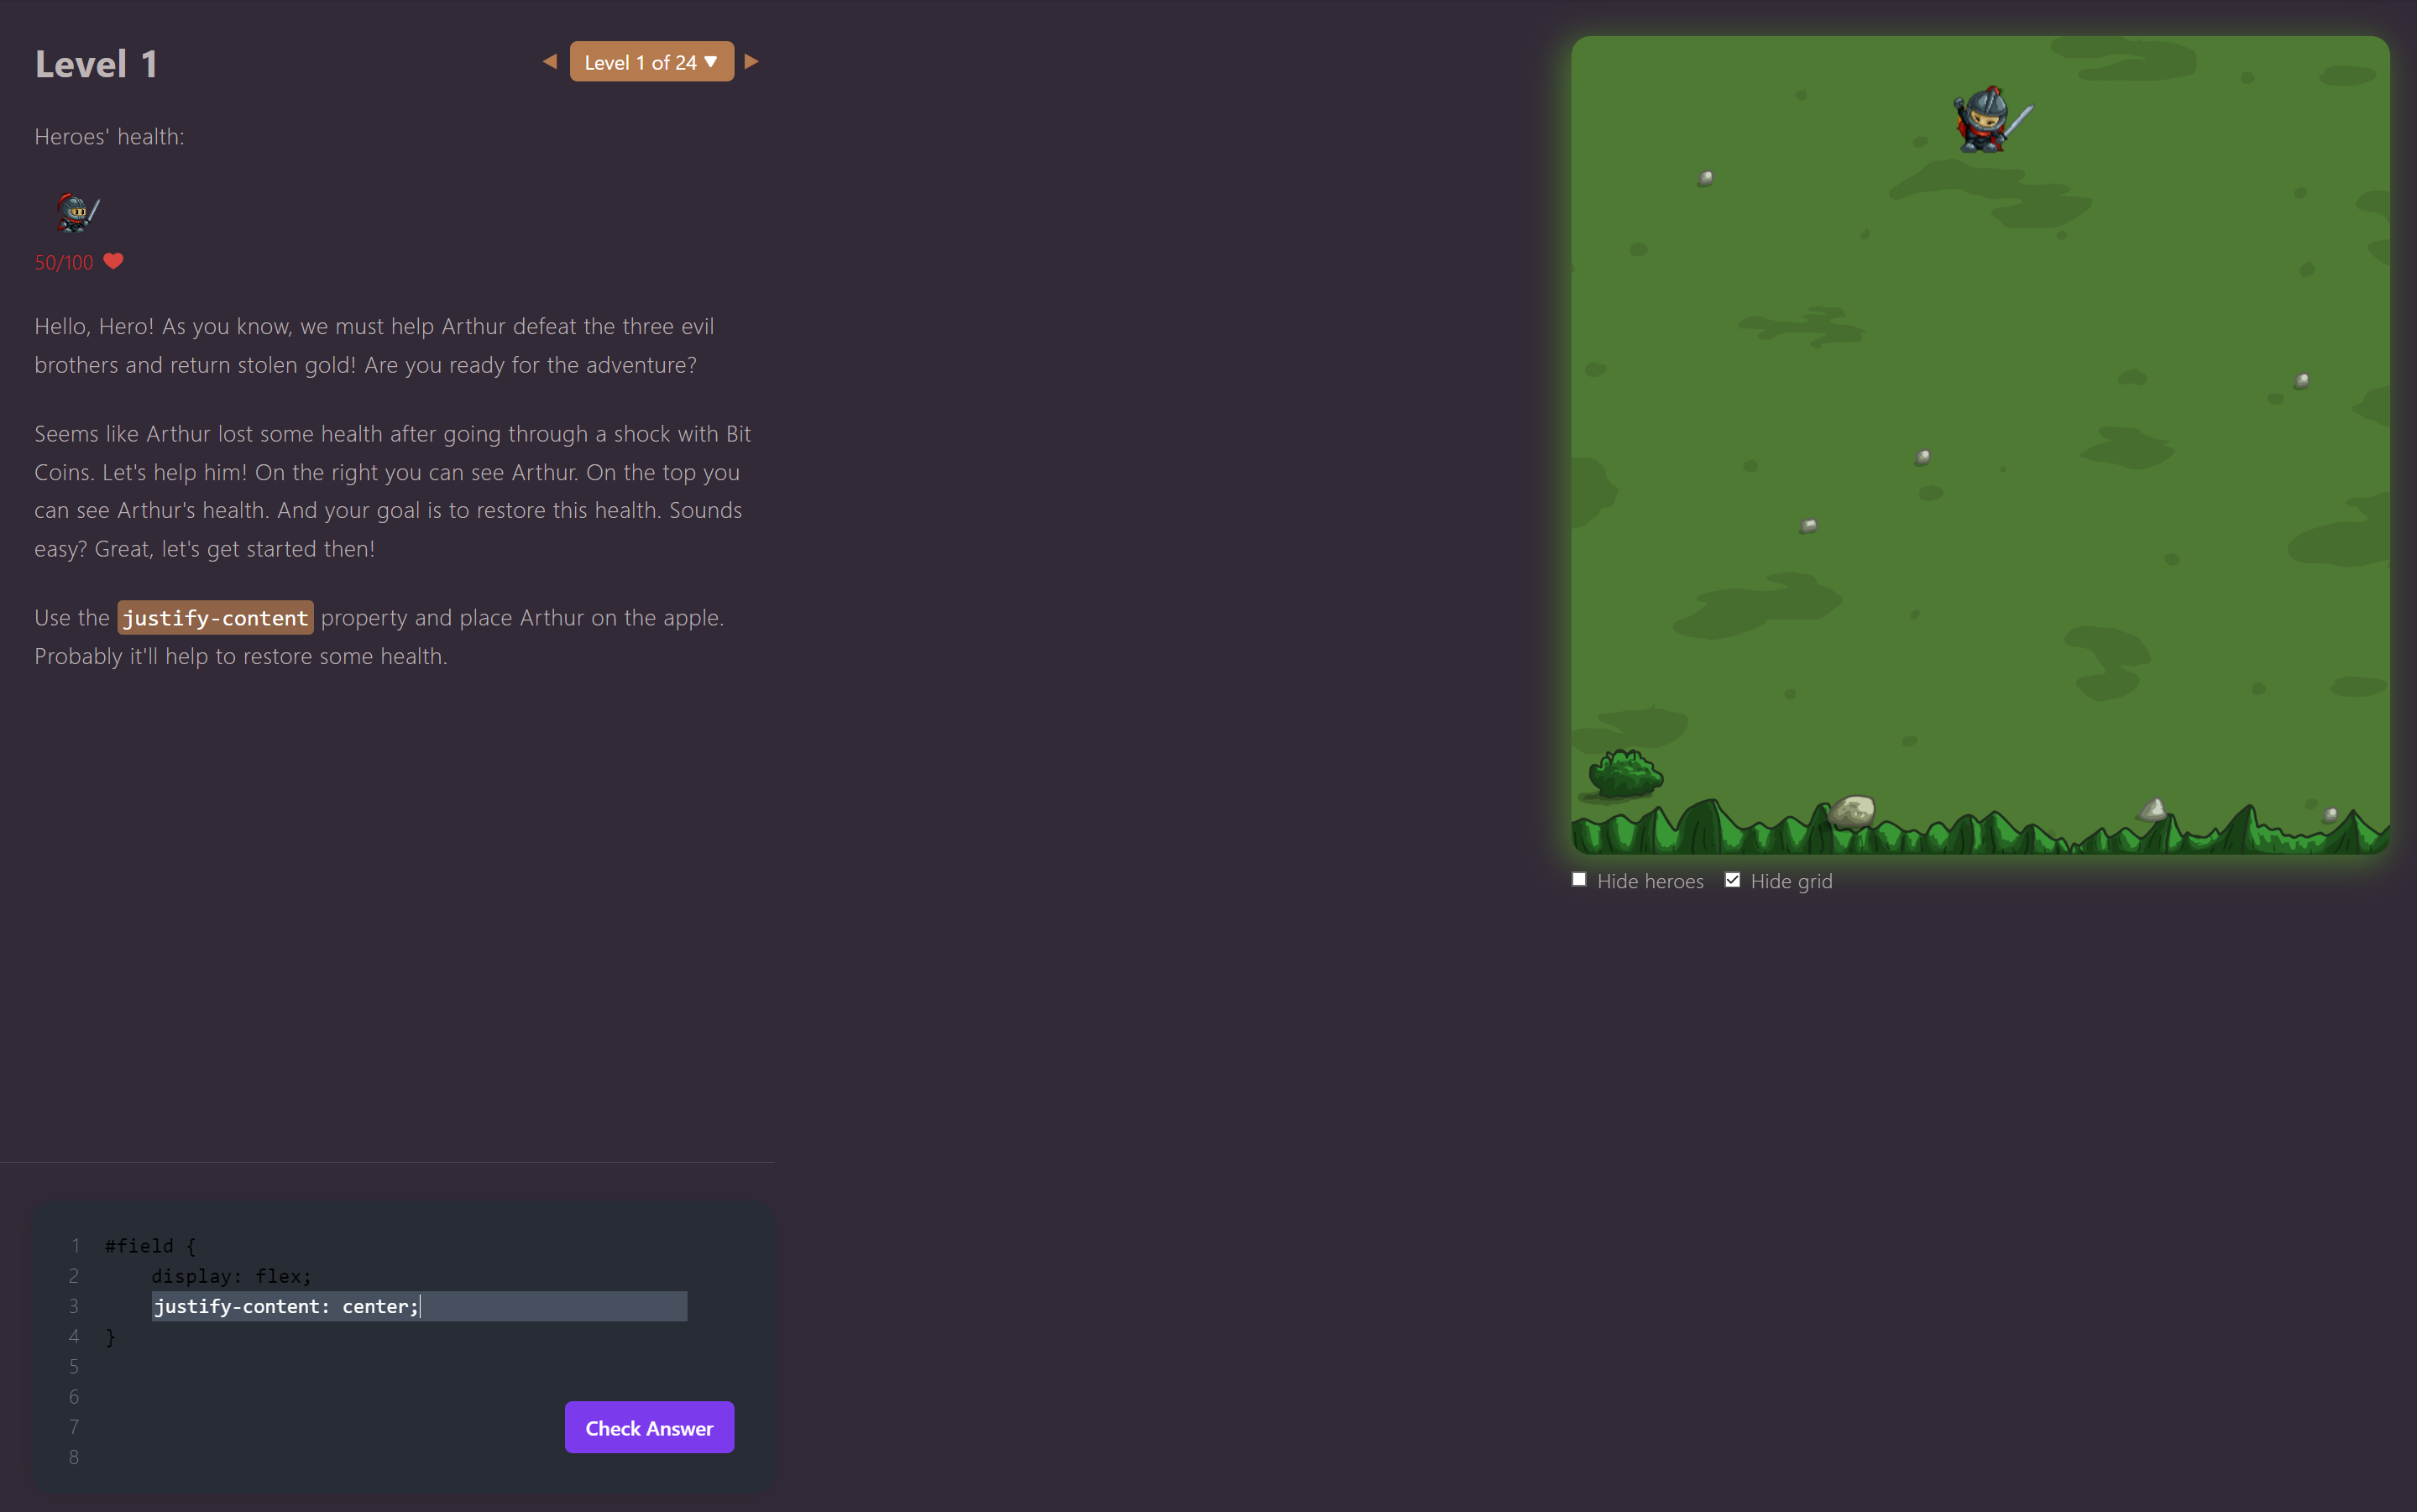 Level 1
◀ Level 1 of 24 ▼ ▶
Heroes' health:
50/100 ❤
Hello, Hero! As you know, we must help Arthur defeat the three evil
brothers and return stolen gold! Are you ready for the adventure?
Seems like Arthur lost some health after going through a shock with Bit
Coins. Let's help him! On the right you can see Arthur. On the top you
can see Arthur's health. And your goal is to restore this health. Sounds
easy? Great, let's get started then!
Use the justify-content property and place Arthur on the apple.
Probably it'll help to restore some health.
Hide heroes Hide grid
1 #field {
2 display: flex;
3 justify-content: center;
4 }
5
6
7
8
Check Answer